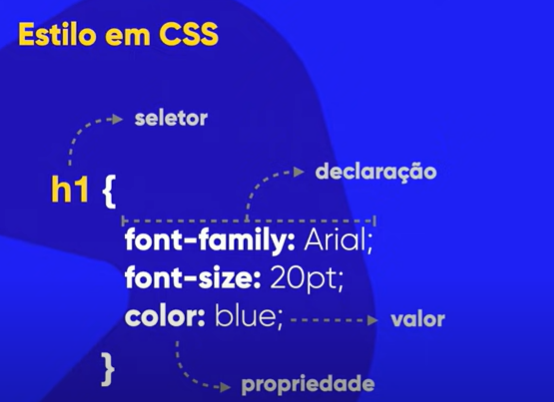 Estilo em CSS
seletor
h1 {
declaração
font-family: Arial;
font-size: 20pt;
color: blue;
valor
}
propriedade